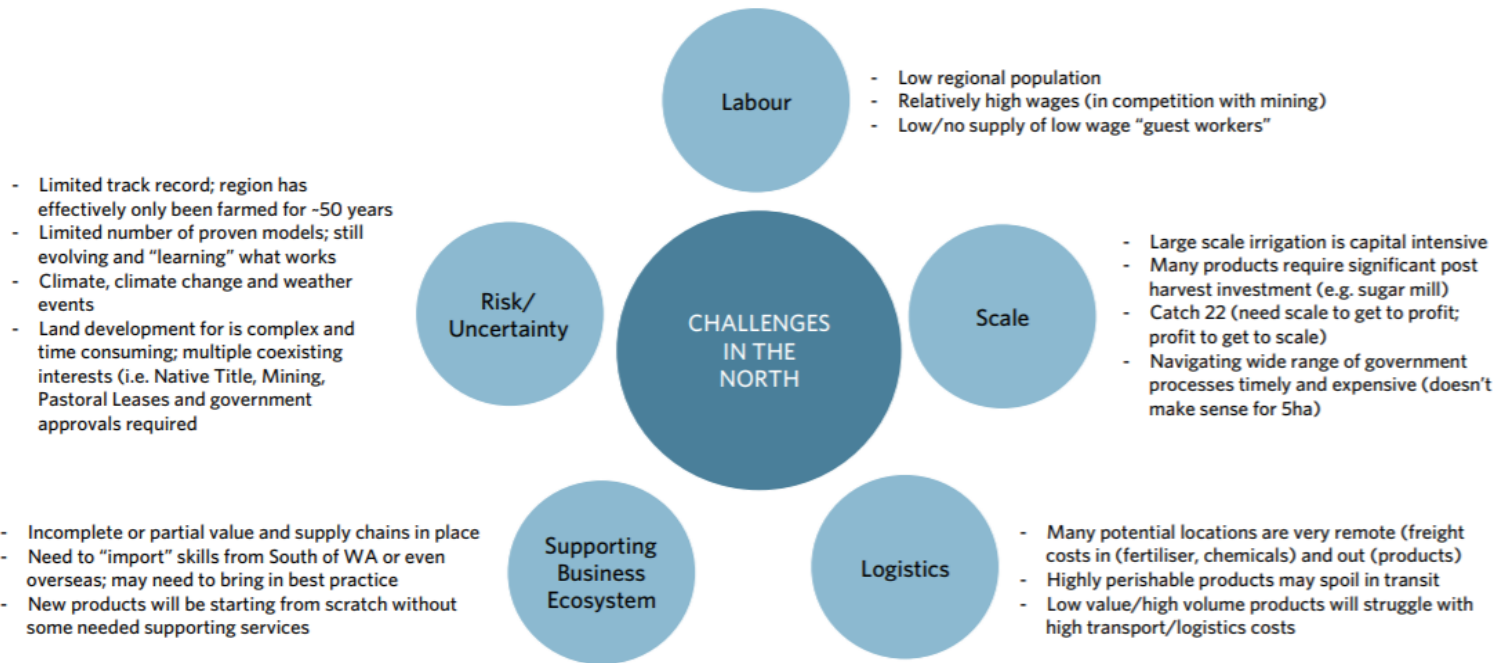 Labour
- Low regional population
- Relatively high wages (in competition with mining)
- Low/no supply of low wage “guest workers”
- Limited track record; region has
effectively only been farmed for ~50 years
- Limited number of proven models; still
evolving and “learning” what works
- Climate, climate change and weather
events
- Land development for is complex and
time consuming; multiple coexisting
interests (i.e. Native Title, Mining,
Pastoral Leases and government
approvals required
Risk/
Uncertainty
CHALLENGES
IN THE
NORTH
Scale
- Large scale irrigation is capital intensive
- Many products require significant post
harvest investment (e.g. sugar mill)
- Catch 22 (need scale to get to profit;
profit to get to scale)
- Navigating wide range of government
processes timely and expensive (doesn’t
make sense for 5ha)
- Incomplete or partial value and supply chains in place
- Need to “import” skills from South of WA or even
overseas; may need to bring in best practice
- New products will be starting from scratch without
some needed supporting services
Supporting
Business
Ecosystem
Logistics
- Many potential locations are very remote (freight
costs in (fertiliser, chemicals) and out (products)
- Highly perishable products may spoil in transit
- Low value/high volume products will struggle with
high transport/logistics costs